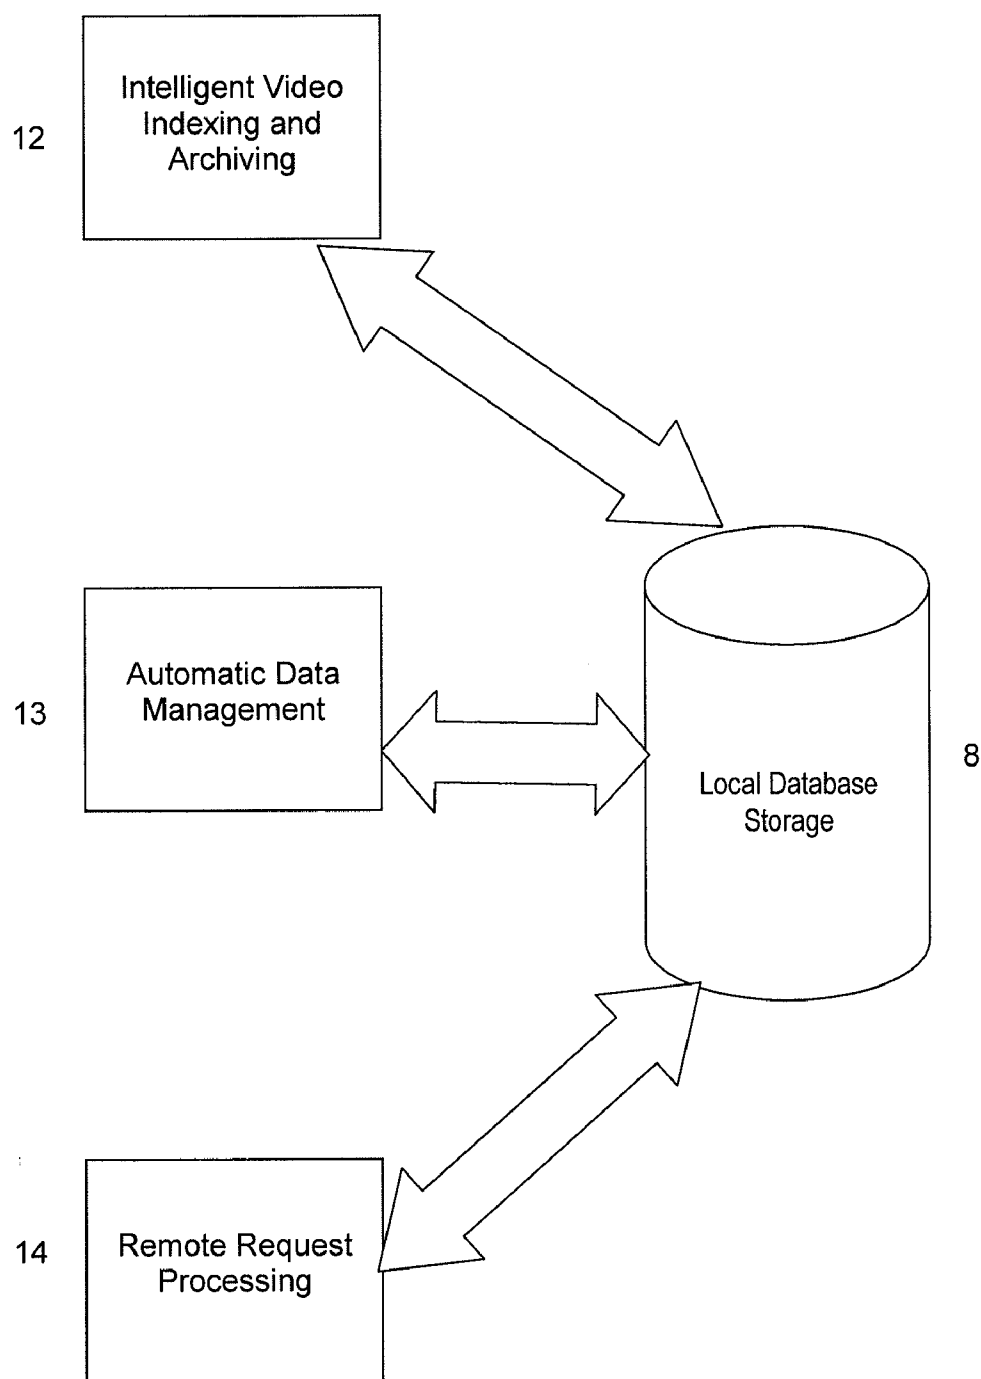 12
Intelligent Video
Indexing and
Archiving
13
Automatic Data
Management
8
Local Database
Storage
14
Remote Request
Processing